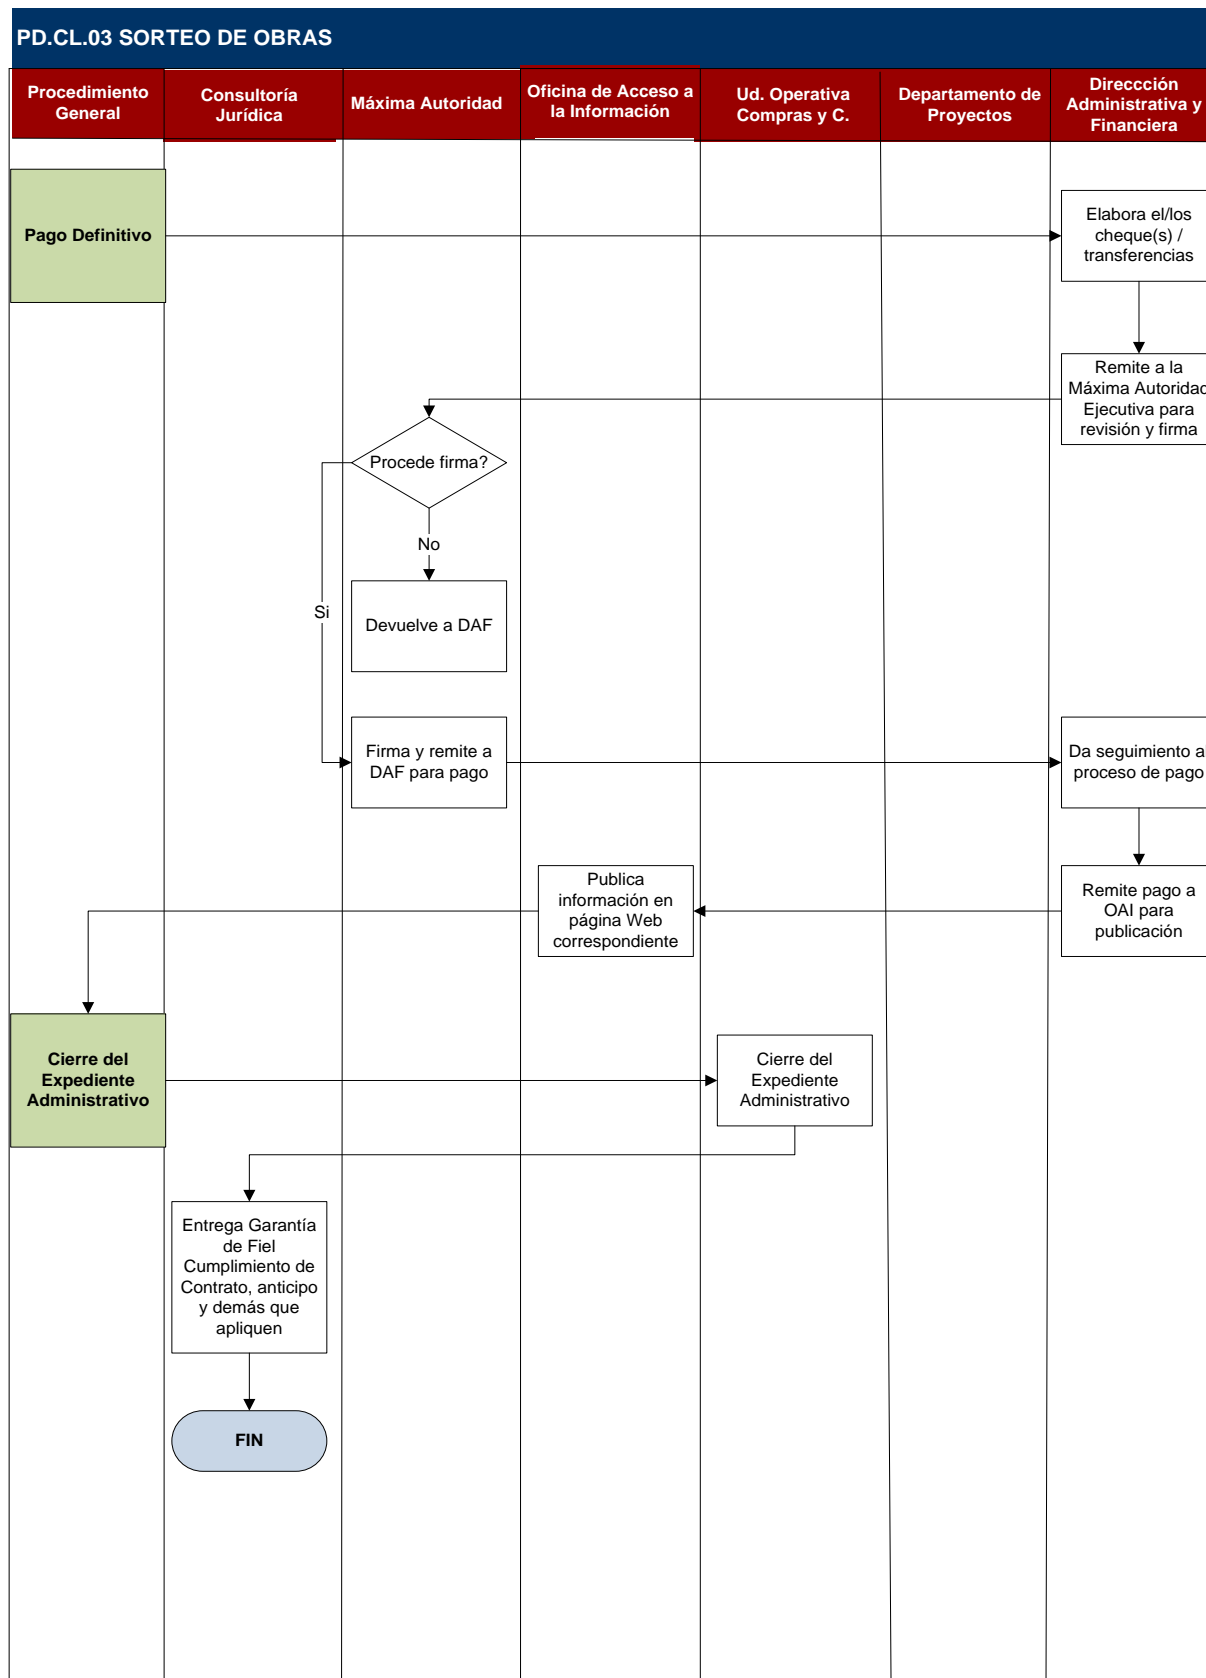 PD.CL.03 SORTEO DE OBRAS
Procedimiento
General
Consultoría
Jurídica
Máxima Autoridad
Oficina de Acceso a
la Información
Ud. Operativa
Compras y C.
Departamento de
Proyectos
Direccción
Administrativa y
Financiera
Pago Definitivo
Elabora el/los
cheque(s) /
transferencias
Remite a la
Máxima Autoridad
Ejecutiva para
revisión y firma
Procede firma?
No
Si
Devuelve a DAF
Firma y remite a
DAF para pago
Da seguimiento al
proceso de pago
Publica
información en
página Web
correspondiente
Remite pago a
OAI para
publicación
Cierre del
Expediente
Administrativo
Cierre del
Expediente
Administrativo
Entrega Garantía
de Fiel
Cumplimiento de
Contrato, anticipo
y demás que
apliquen
FIN